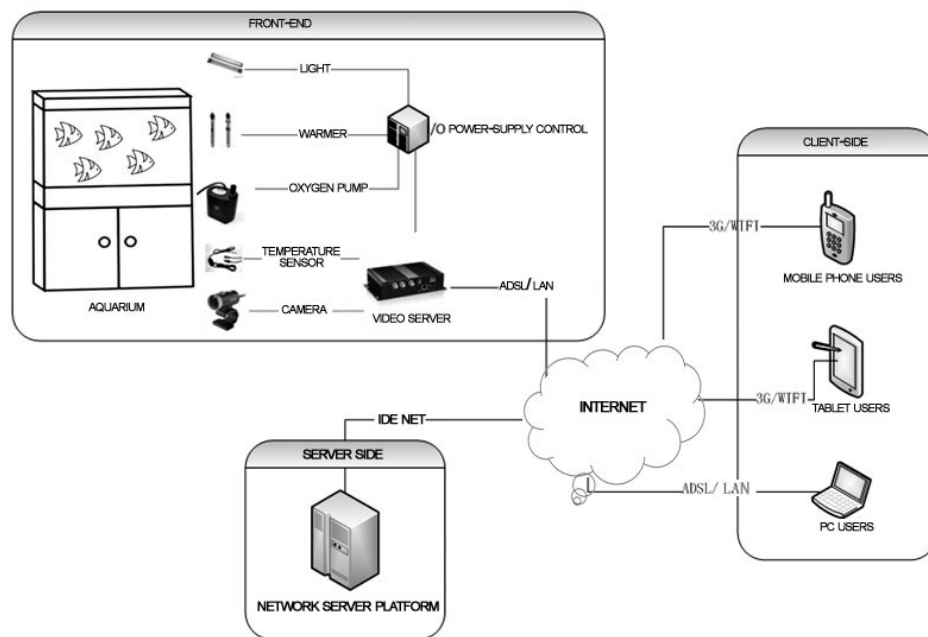 FRONT-END
LIGHT
WARMER
/O POWER-SUPPLY CONTROL
OXYGEN PUMP
TEMPERATURE
SENSOR
CAMERA
VIDEO SERVER
ADSL/LAN
AQUARIUM
CLIENT-SIDE
3G/WIFI
MOBILE PHONE USERS
3G/WIFI
TABLET USERS
ADSL/ LAN
PC USERS
INTERNET
IDE NET
SERVER SIDE
NETWORK SERVER PLATFORM